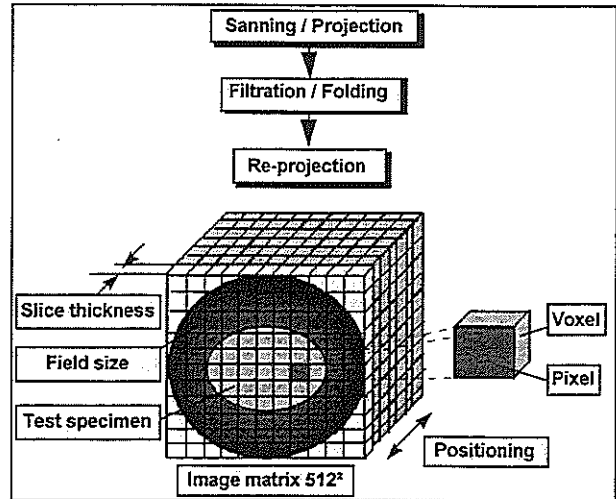 Sanning / Projection
Filtration / Folding
Re-projection
Slice thickness
Field size
Test specimen
Voxel
Pixel
Positioning
Image matrix 512²